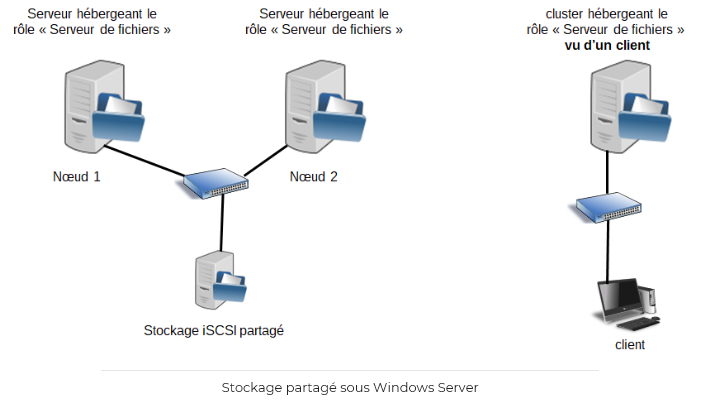 Serveur hébergeant le
rôle « Serveur de fichiers »
Serveur hébergeant le
rôle « Serveur de fichiers »
cluster hébergeant le
rôle « Serveur de fichiers »
vu d'un client
Nœud 1
Nœud 2
Stockage iSCSI partagé
client
Stockage partagé sous Windows Server